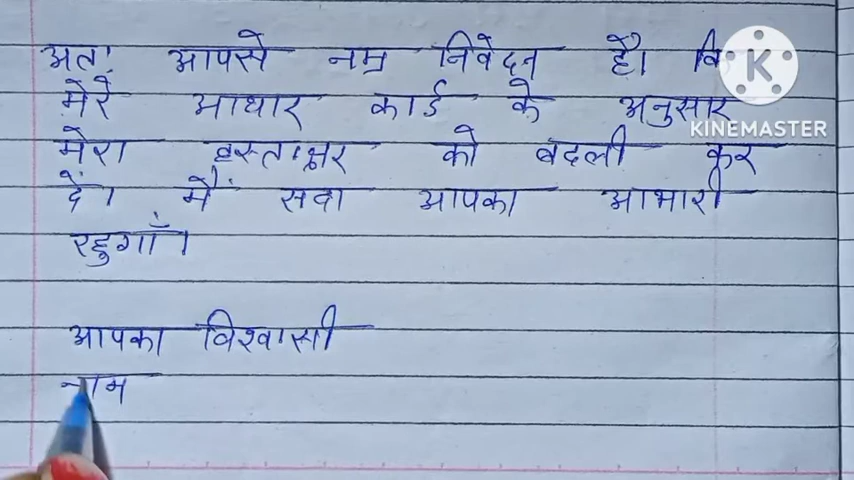 अत: आपसे नम्र निवेदन है। कि
मेरे आधार कार्ड के अनुसार
KINEMASTER
मेरा हस्ताक्षर को बदली कर
दें। मैं सदा आपका आभारी
रहुगाँ।
आपका विश्वासी
नाम